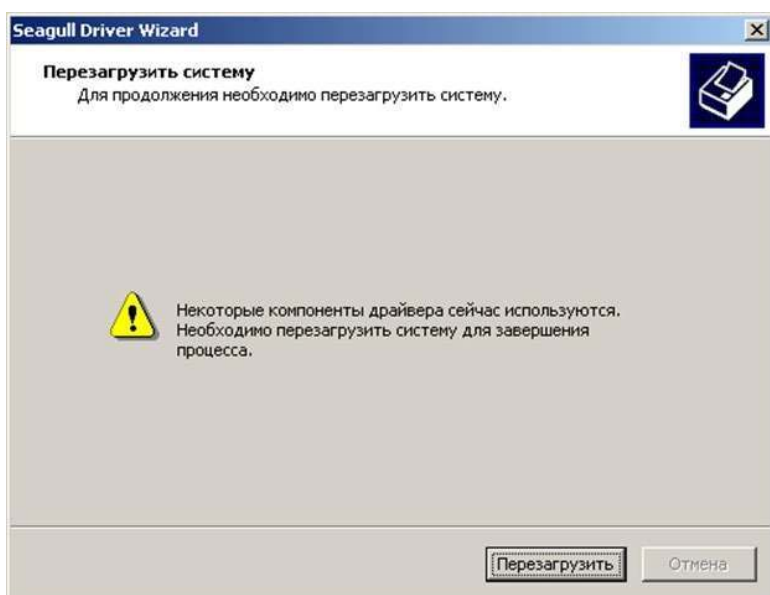 Seagull Driver Wizard
Перезагрузить систему
Для продолжения необходимо перезагрузить систему.
Некоторые компоненты драйвера сейчас используются.
Необходимо перезагрузить систему для завершения
процесса.
Перезагрузить
Отмена